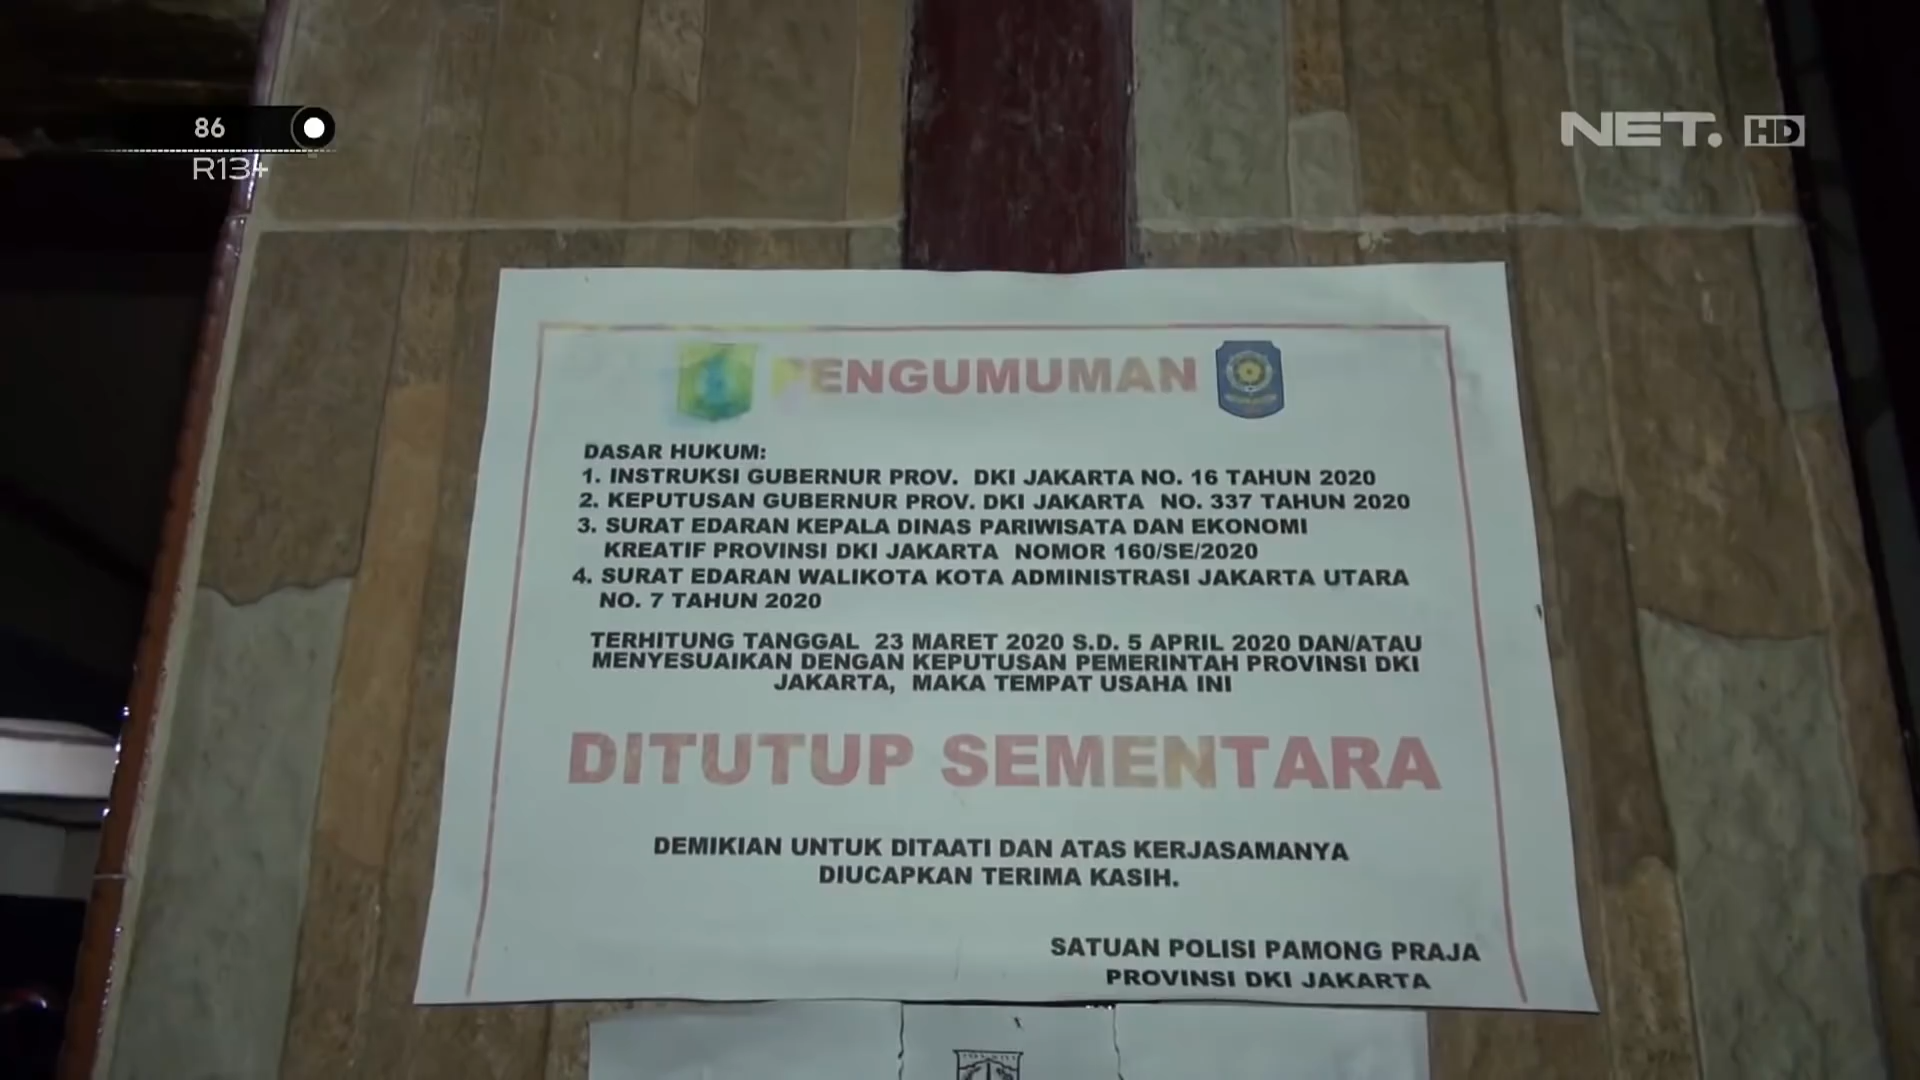 86
R13+
NET. HD
PENGUMUMAN
DASAR HUKUM:
1. INSTRUKSI GUBERNUR PROV. DKI JAKARTA NO. 16 TAHUN 2020
2. KEPUTUSAN GUBERNUR PROV. DKI JAKARTA NO. 337 TAHUN 2020
3. SURAT EDARAN KEPALA DINAS PARIWISATA DAN EKONOMI
KREATIF PROVINSI DKI JAKARTA NOMOR 160/SE/2020
4. SURAT EDARAN WALIKOTA KOTA ADMINISTRASI JAKARTA UTARA
NO. 7 TAHUN 2020
TERHITUNG TANGGAL 23 MARET 2020 S.D. 5 APRIL 2020 DAN/ATAU
MENYESUAIKAN DENGAN KEPUTUSAN PEMERINTAH PROVINSI DKI
JAKARTA, MAKA TEMPAT USAHA INI
DITUTUP SEMENTARA
DEMIKIAN UNTUK DITAATI DAN ATAS KERJASAMANYA
DIUCAPKAN TERIMA KASIH.
SATUAN POLISI PAMONG PRAJA
PROVINSI DKI JAKARTA